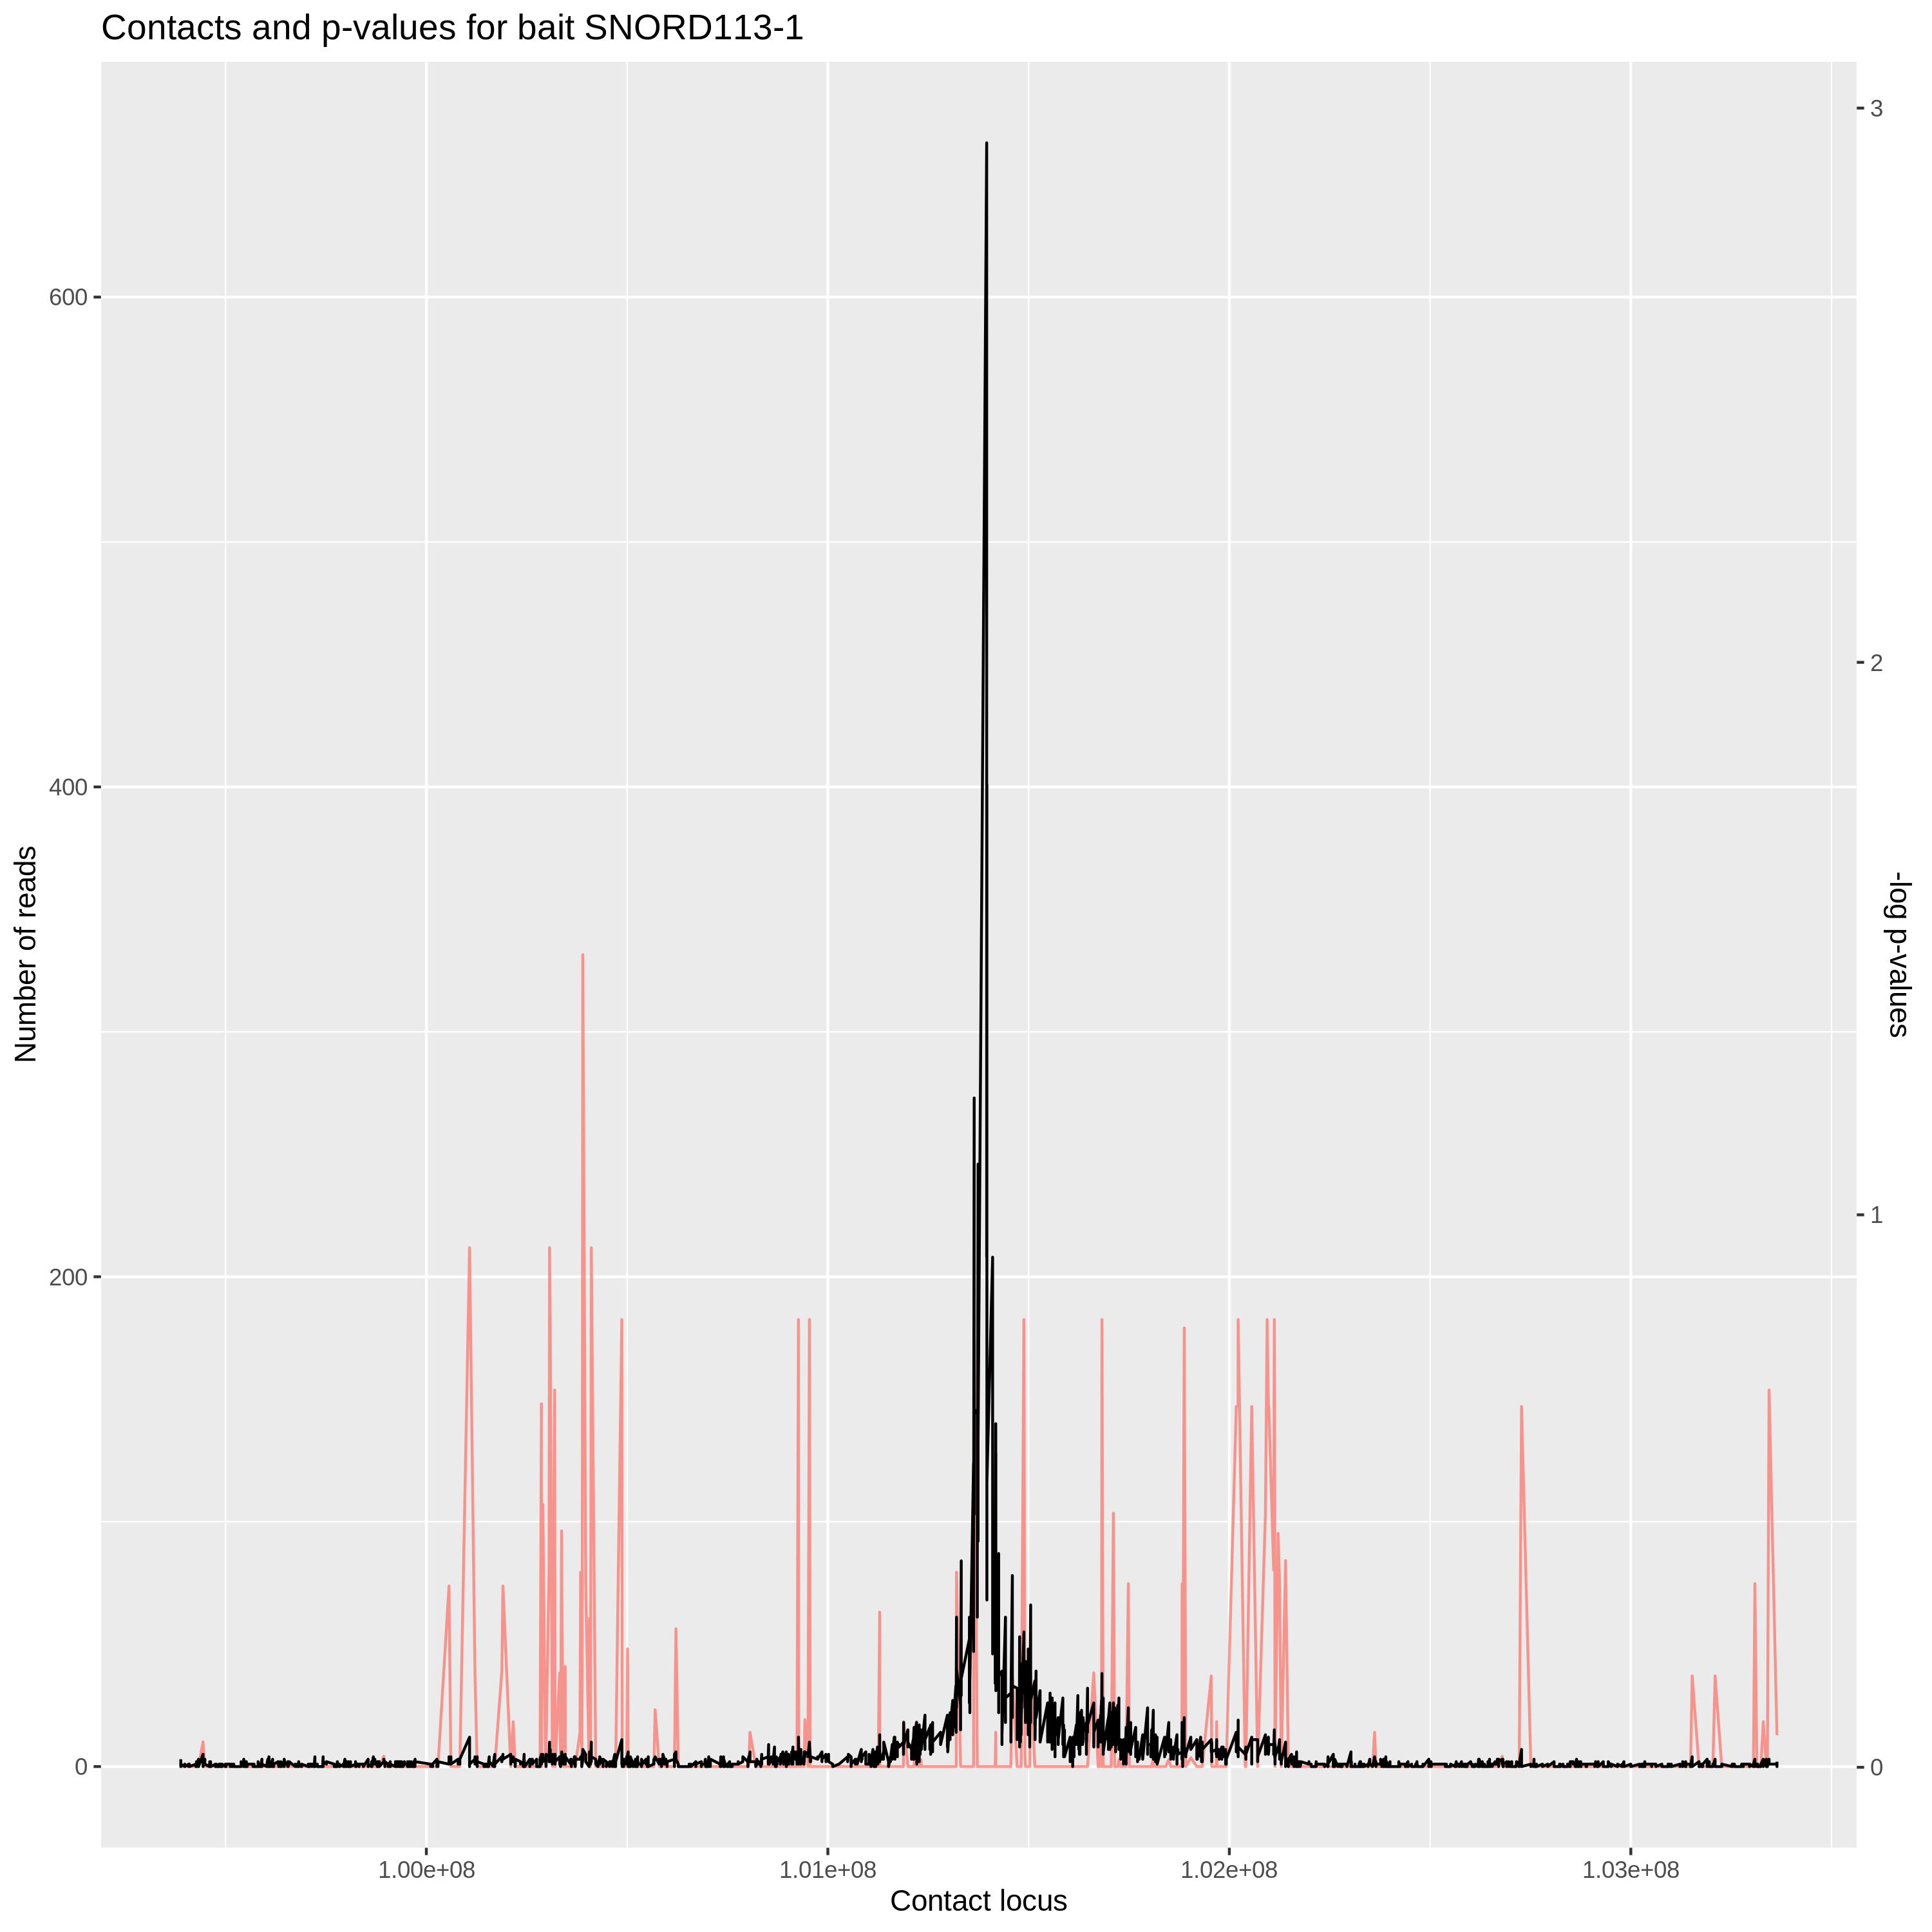 Contacts and p-values for bait SNORD113-1
3
600
2
400
Number of reads
-log p-values
1
200
0
0
1.00e+08
1.01e+08
1.02e+08
1.03e+08
Contact locus